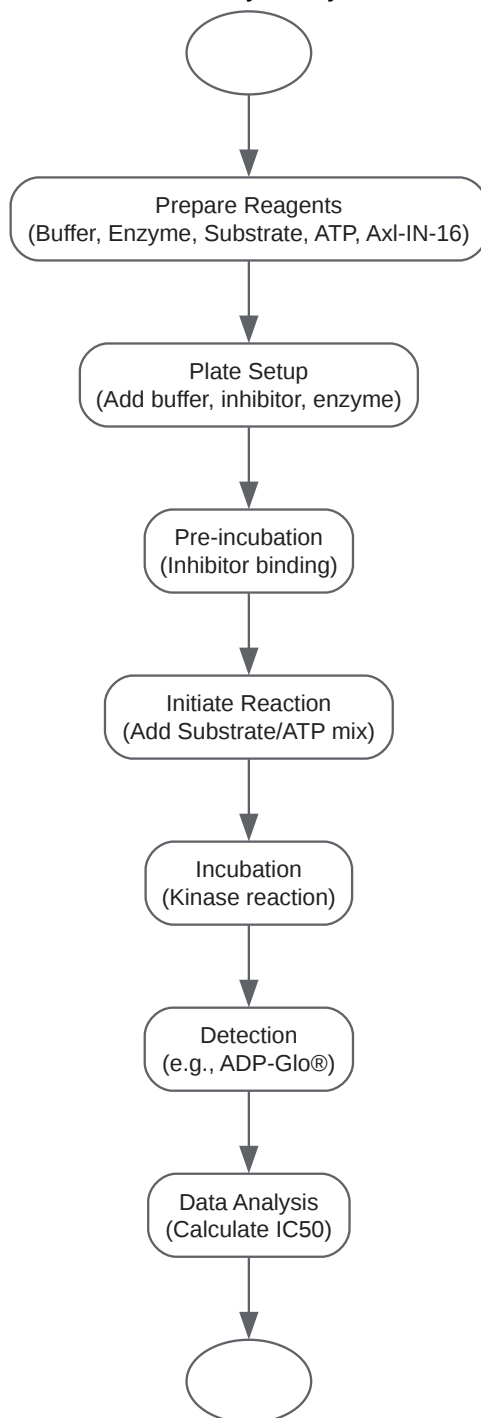 Prepare Reagents
(Buffer, Enzyme, Substrate, ATP, Axl-IN-16)
Plate Setup
(Add buffer, inhibitor, enzyme)
Pre-incubation
(Inhibitor binding)
Initiate Reaction
(Add Substrate/ATP mix)
Incubation
(Kinase reaction)
Detection
(e.g., ADP-Glo®)
Data Analysis
(Calculate IC50)